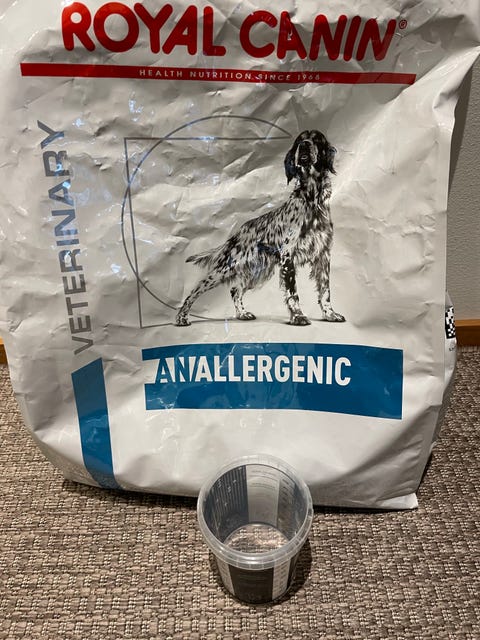 ROYAL CANIN®
HEALTH NUTRITION SINCE 1968
VETERINARY
ANALLERGENIC